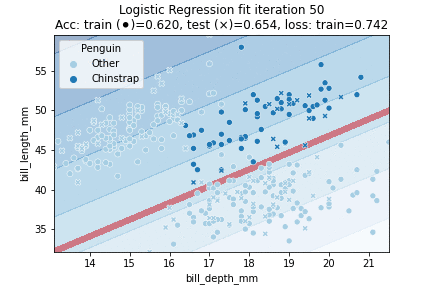 Logistic Regression fit iteration 50
Acc: train (●)=0.620, test (×)=0.654, loss: train=0.742
Penguin
Other
Chinstrap
bill_length_mm
55
50
45
40
35
14 15 16 17 18 19 20 21
bill_depth_mm